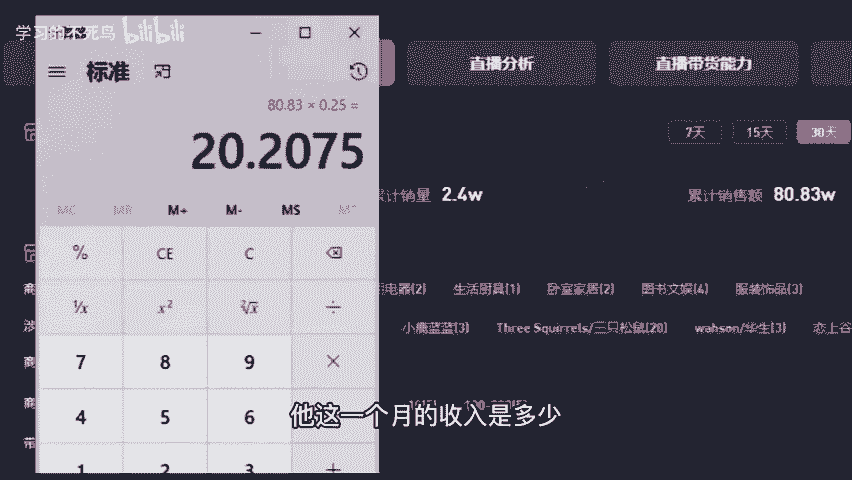 学习的不死鸟 bilibili
标准
80.83 × 0.25 =
20.2075
MC MR M+ M- MS
% CE C
¹/x x² ²√x ÷
7 8 9 ×
4 5 6
1 2 3 +
直播分析 直播带货能力
7天 15天 30天
累计销量 2.4w 累计销售额 80.83w
电器(2) 生活厨具(1) 卧室家居(2) 图书文娱(4) 服装饰品(3)
小鹿蓝蓝(3) Three Squirrels/三只松鼠(20) wahson/华生(3) 恋上谷
他这一个月的收入是多少